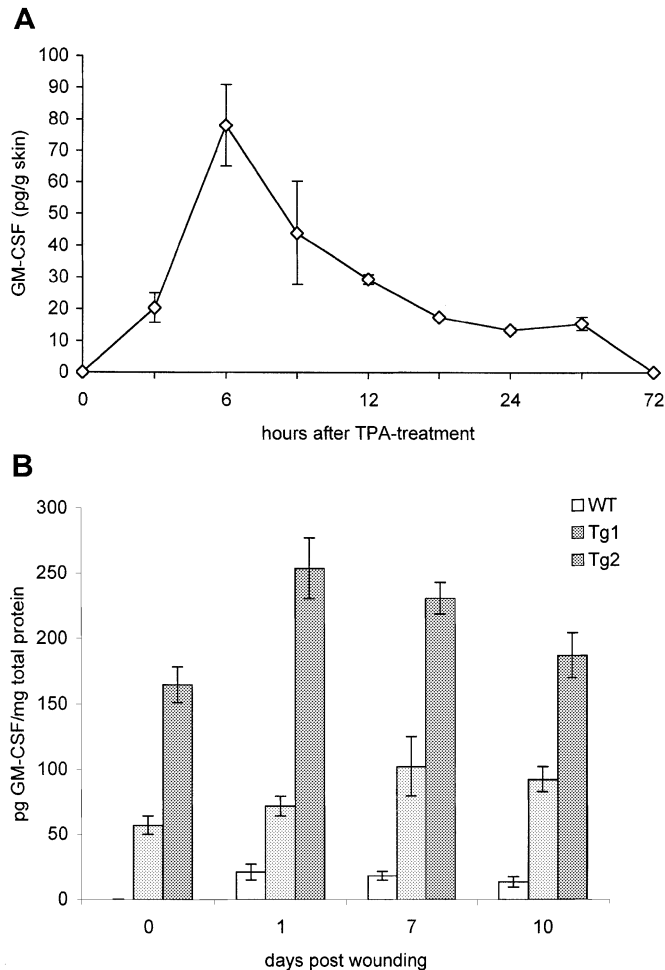 A
GM-CSF (pg/g skin)
100
90
80
70
60
50
40
30
20
10
0
0 6 12 24 72
hours after TPA-treatment
B
pg GM-CSF/mg total protein
300
250
200
150
100
50
0
WT
Tg1
Tg2
0 1 7 10
days post wounding